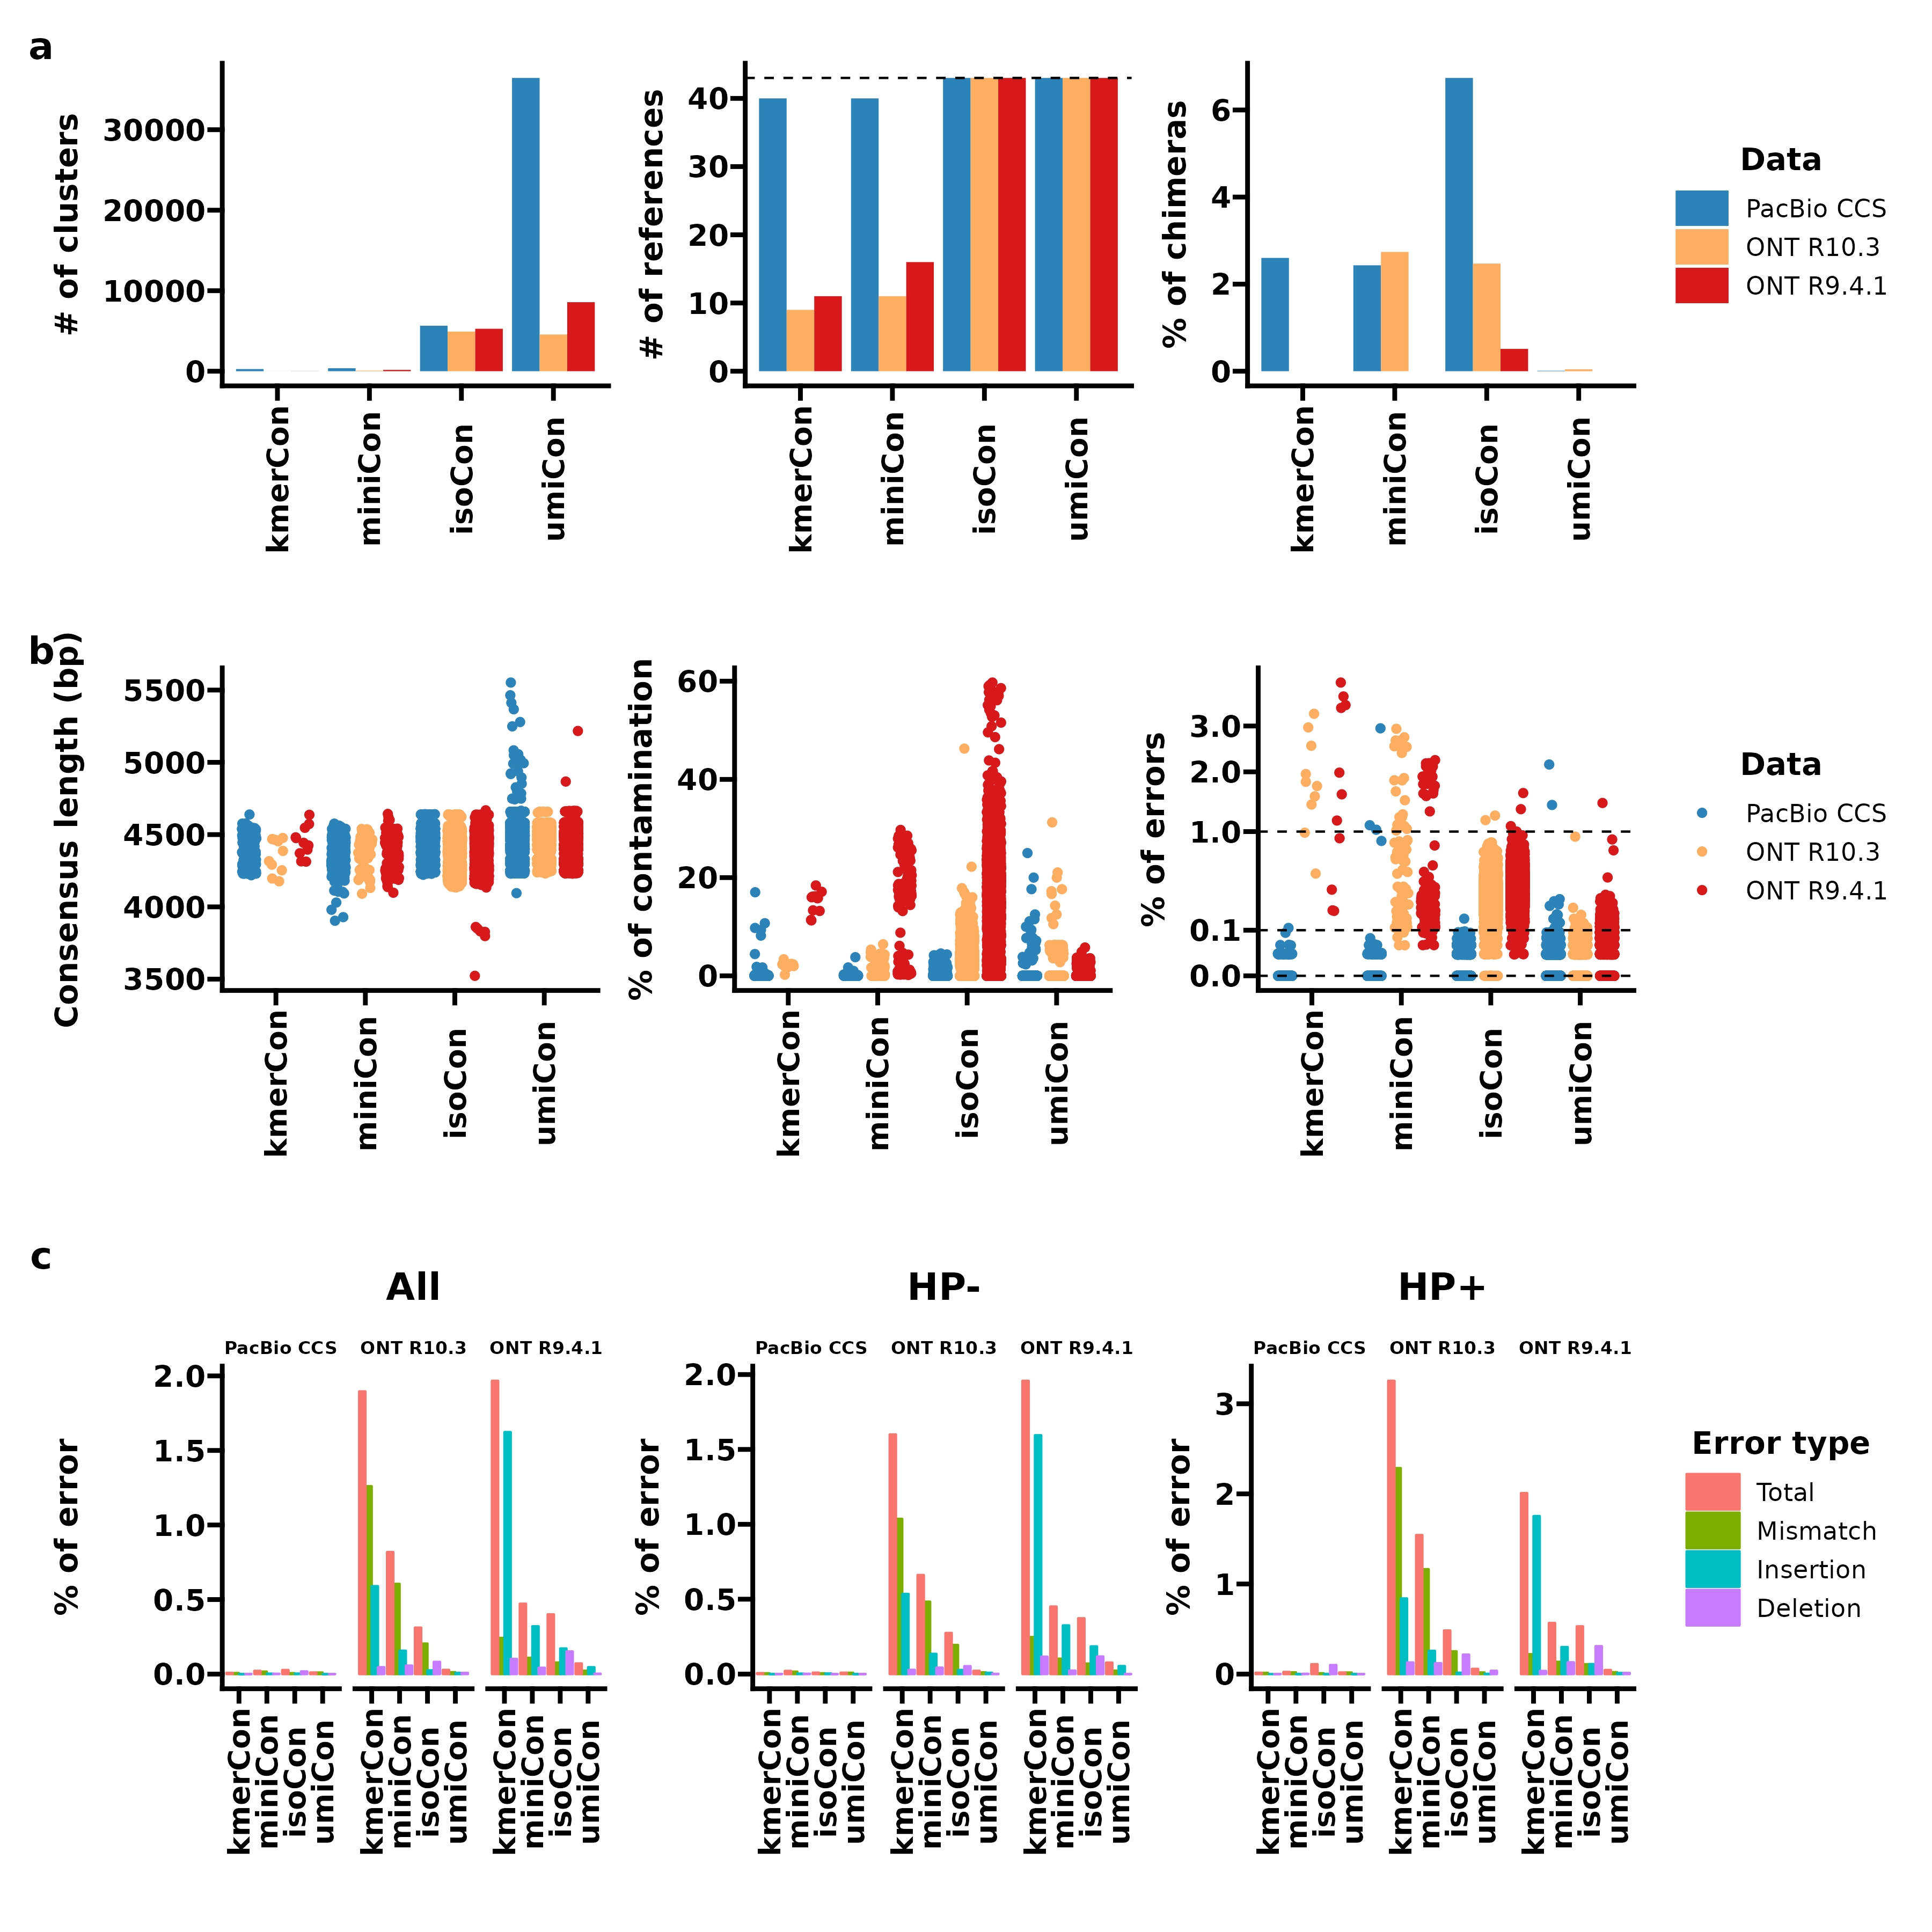 a
# of clusters
30000
20000
10000
0
kmerCon
miniCon
isoCon
umiCon
# of references
40
30
20
10
0
kmerCon
miniCon
isoCon
umiCon
% of chimeras
6
4
2
0
kmerCon
miniCon
isoCon
umiCon
Data
PacBio CCS
ONT R10.3
ONT R9.4.1
b
Consensus length (bp)
5500
5000
4500
4000
3500
kmerCon
miniCon
isoCon
umiCon
% of contamination
60
40
20
0
kmerCon
miniCon
isoCon
umiCon
% of errors
3.0
2.0
1.0
0.1
0.0
kmerCon
miniCon
isoCon
umiCon
Data
PacBio CCS
ONT R10.3
ONT R9.4.1
c
All
PacBio CCS ONT R10.3 ONT R9.4.1
% of error
2.0
1.5
1.0
0.5
0.0
kmerCon
miniCon
isoCon
umiCon
kmerCon
miniCon
isoCon
umiCon
kmerCon
miniCon
isoCon
umiCon
HP-
PacBio CCS ONT R10.3 ONT R9.4.1
% of error
2.0
1.5
1.0
0.5
0.0
kmerCon
miniCon
isoCon
umiCon
kmerCon
miniCon
isoCon
umiCon
kmerCon
miniCon
isoCon
umiCon
HP+
PacBio CCS ONT R10.3 ONT R9.4.1
% of error
3
2
1
0
kmerCon
miniCon
isoCon
umiCon
kmerCon
miniCon
isoCon
umiCon
kmerCon
miniCon
isoCon
umiCon
Error type
Total
Mismatch
Insertion
Deletion